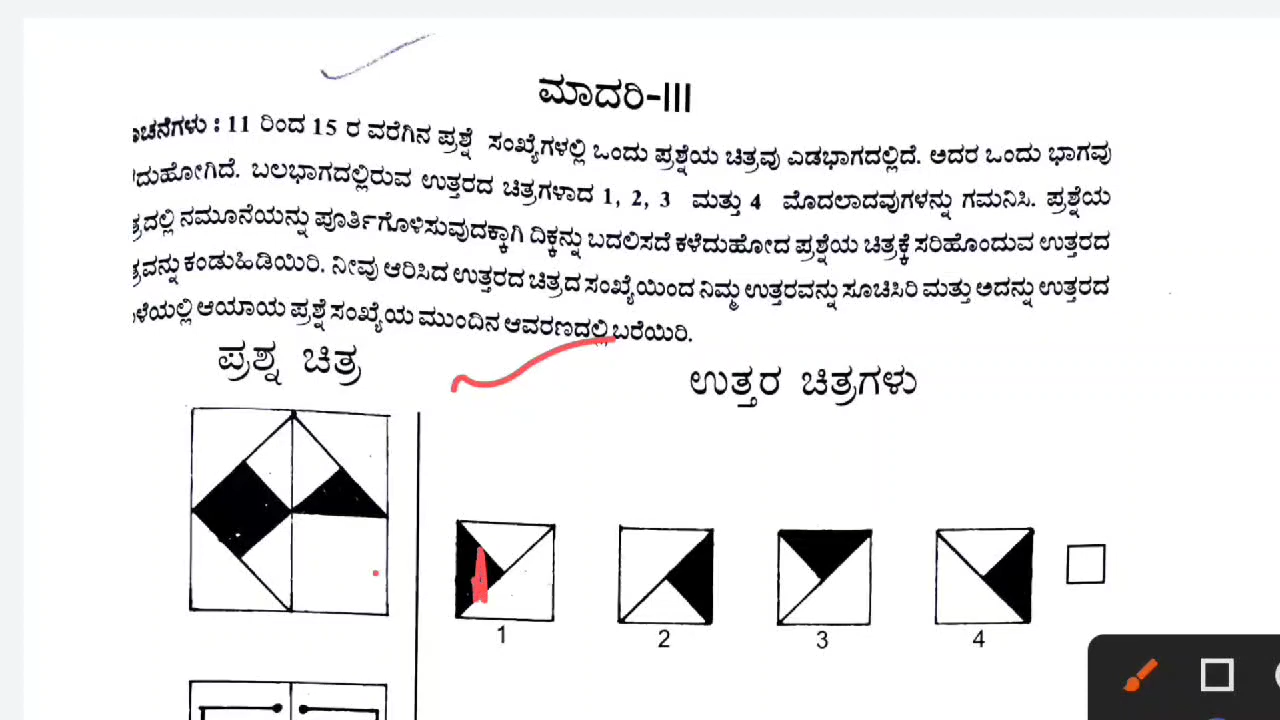 ಮಾದರಿ-III
ಚನೆಗಳು : 11 ರಿಂದ 15 ರ ವರೆಗಿನ ಪ್ರಶ್ನೆ ಸಂಖ್ಯೆಗಳಲ್ಲಿ ಒಂದು ಪ್ರಶ್ನೆಯ ಚಿತ್ರವು ಎಡಭಾಗದಲ್ಲಿದೆ. ಅದರ ಒಂದು ಭಾಗವು
ದುಹೋಗಿದೆ. ಬಲಭಾಗದಲ್ಲಿರುವ ಉತ್ತರದ ಚಿತ್ರಗಳಾದ 1, 2, 3 ಮತ್ತು 4 ಮೊದಲಾದವುಗಳನ್ನು ಗಮನಿಸಿ. ಪ್ರಶ್ನೆಯ
ತ್ರದಲ್ಲಿ ನಮೂನೆಯನ್ನು ಪೂರ್ತಿಗೊಳಿಸುವುದಕ್ಕಾಗಿ ದಿಕ್ಕನ್ನು ಬದಲಿಸದೆ ಕಳೆದುಹೋದ ಪ್ರಶ್ನೆಯ ಚಿತ್ರಕ್ಕೆ ಸರಿಹೊಂದುವ ಉತ್ತರದ
ತ್ರವನ್ನು ಕಂಡುಹಿಡಿಯಿರಿ. ನೀವು ಆರಿಸಿದ ಉತ್ತರದ ಚಿತ್ರದ ಸಂಖ್ಯೆಯಿಂದ ನಿಮ್ಮ ಉತ್ತರವನ್ನು ಸೂಚಿಸಿರಿ ಮತ್ತು ಅದನ್ನು ಉತ್ತರದ
ಳೆಯಲ್ಲಿ ಆಯಾಯ ಪ್ರಶ್ನೆ ಸಂಖ್ಯೆಯ ಮುಂದಿನ ಆವರಣದಲ್ಲಿ ಬರೆಯಿರಿ.
ಪ್ರಶ್ನ ಚಿತ್ರ
ಉತ್ತರ ಚಿತ್ರಗಳು
1 2 3 4